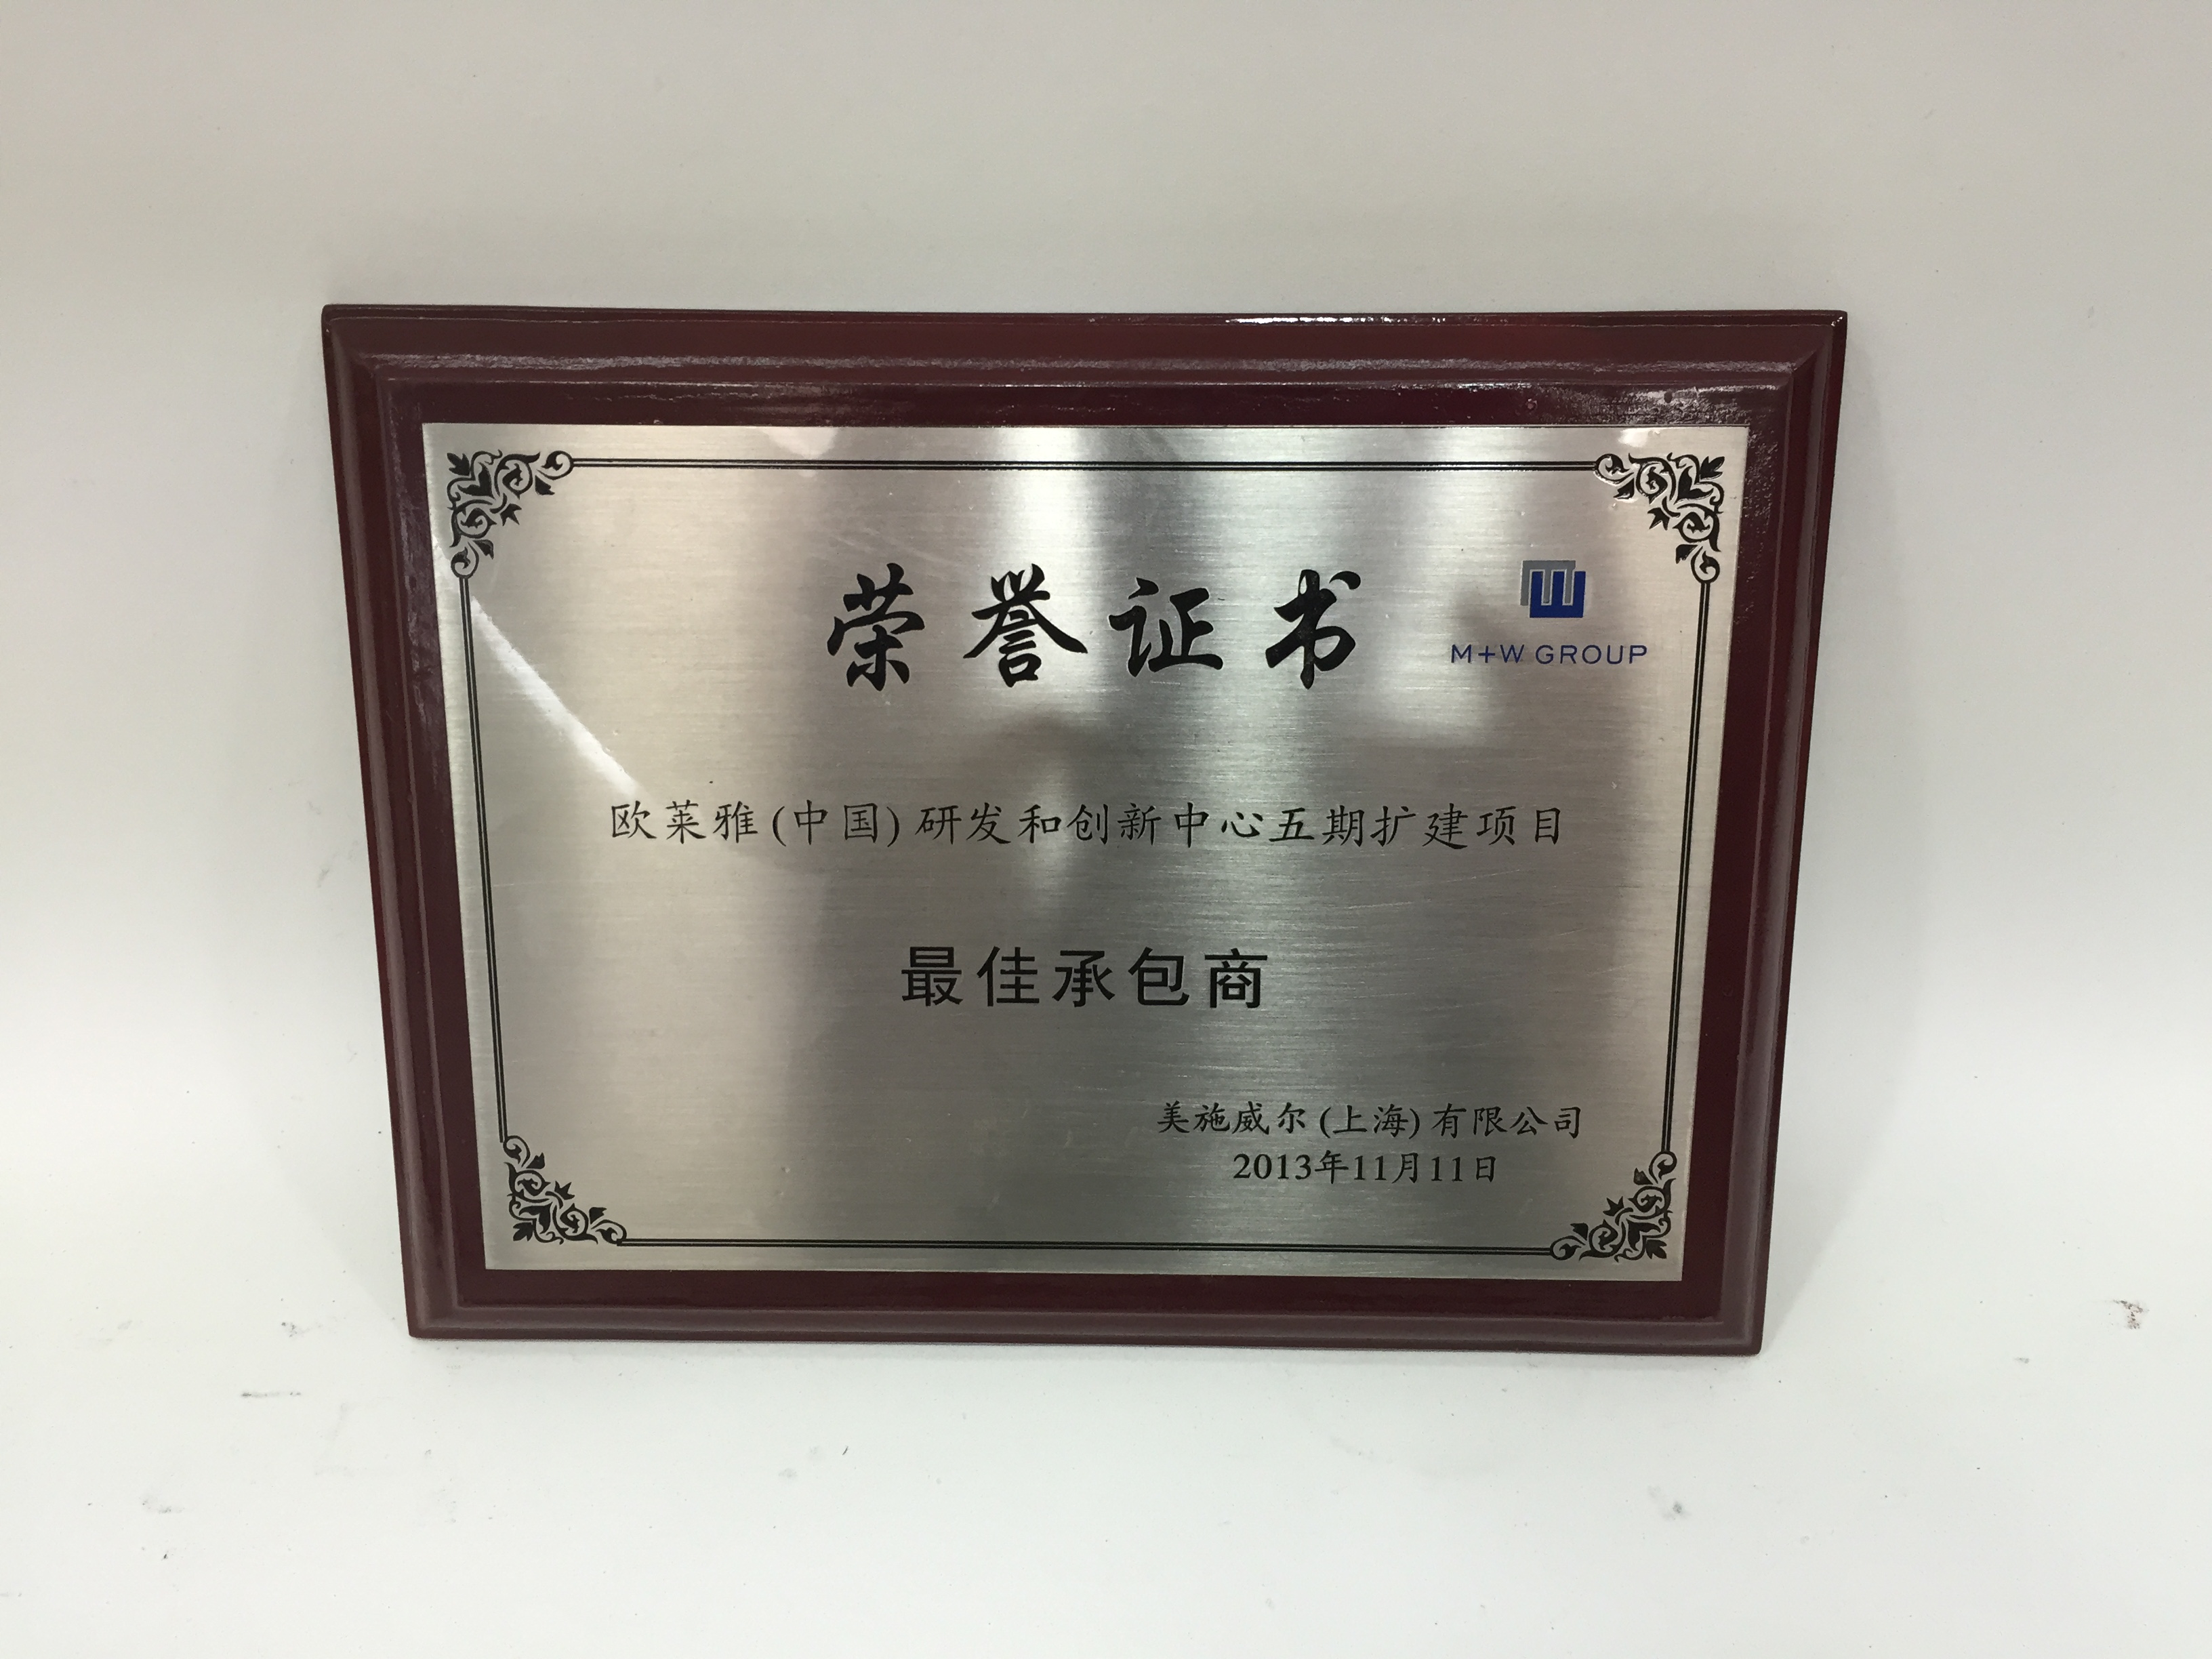 荣誉证书
M+W GROUP
欧莱雅(中国)研发和创新中心五期扩建项目
最佳承包商
美施威尔(上海)有限公司
2013年11月11日